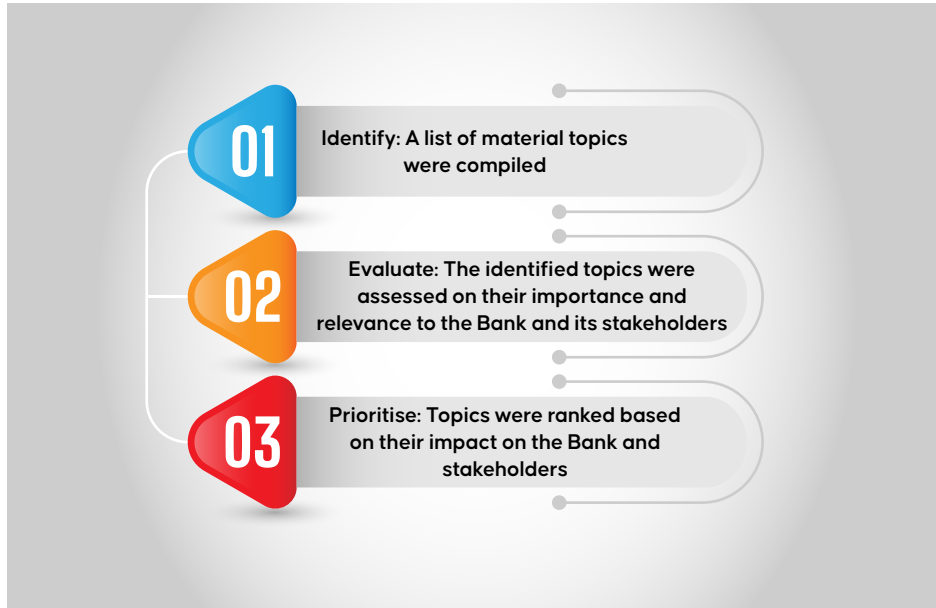 01
Identify: A list of material topics
were compiled
02
Evaluate: The identified topics were
assessed on their importance and
relevance to the Bank and its stakeholders
03
Prioritise: Topics were ranked based
on their impact on the Bank and
stakeholders